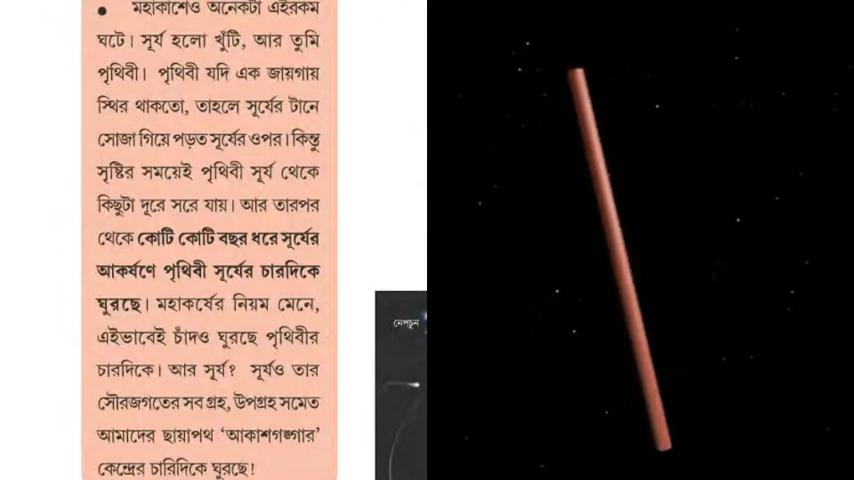 • মহাকাশেও অনেকটা এইরকম
ঘটে। সূর্য হলো খুঁটি, আর তুমি
পৃথিবী। পৃথিবী যদি এক জায়গায়
স্থির থাকতো, তাহলে সূর্যের টানে
সোজা গিয়ে পড়ত সূর্যের ওপর। কিন্তু
সৃষ্টির সময়েই পৃথিবী সূর্য থেকে
কিছুটা দূরে সরে যায়। আর তারপর
থেকে কোটি কোটি বছর ধরে সূর্যের
আকর্ষণে পৃথিবী সূর্যের চারদিকে
ঘুরছে। মহাকর্ষের নিয়ম মেনে,
এইভাবেই চাঁদও ঘুরছে পৃথিবীর
চারদিকে। আর সূর্য? সূর্যও তার
সৌরজগতের সব গ্রহ, উপগ্রহ সমেত
আমাদের ছায়াপথ ‘আকাশগঙ্গার’
কেন্দ্রের চারিদিকে ঘুরছে!
নেপচুন